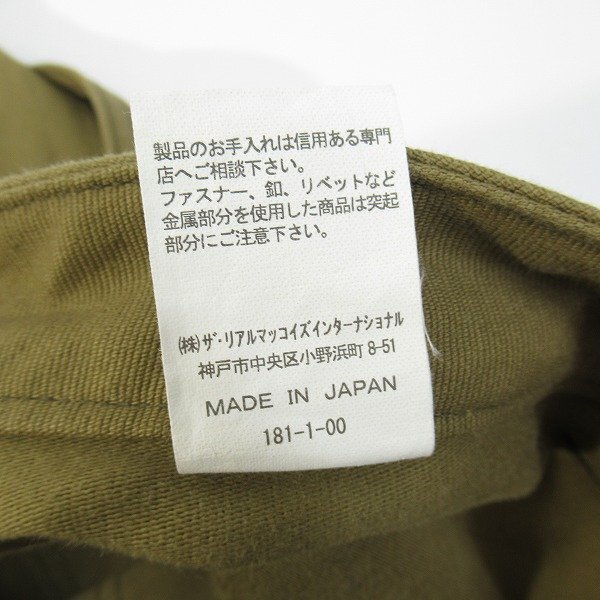 製品のお手入れは信用ある専門
店へご相談下さい。
ファスナー、釦、リベットなど
金属部分を使用した商品は突起
部分にご注意下さい。
㈱ザ・リアルマッコイズインターナショナル
神戸市中央区小野浜町 8-51
MADE IN JAPAN
181-1-00